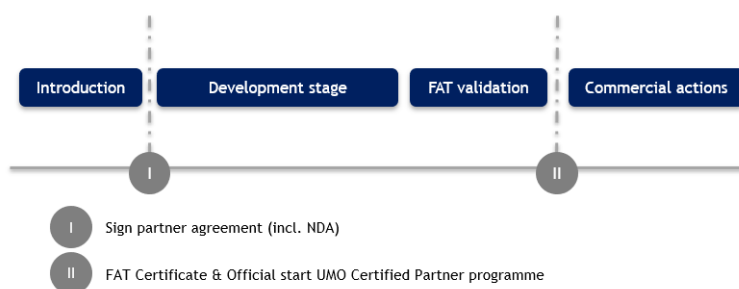 Introduction
Development stage
FAT validation
Commercial actions
I
II
I Sign partner agreement (incl. NDA)
II FAT Certificate & Official start UMO Certified Partner programme